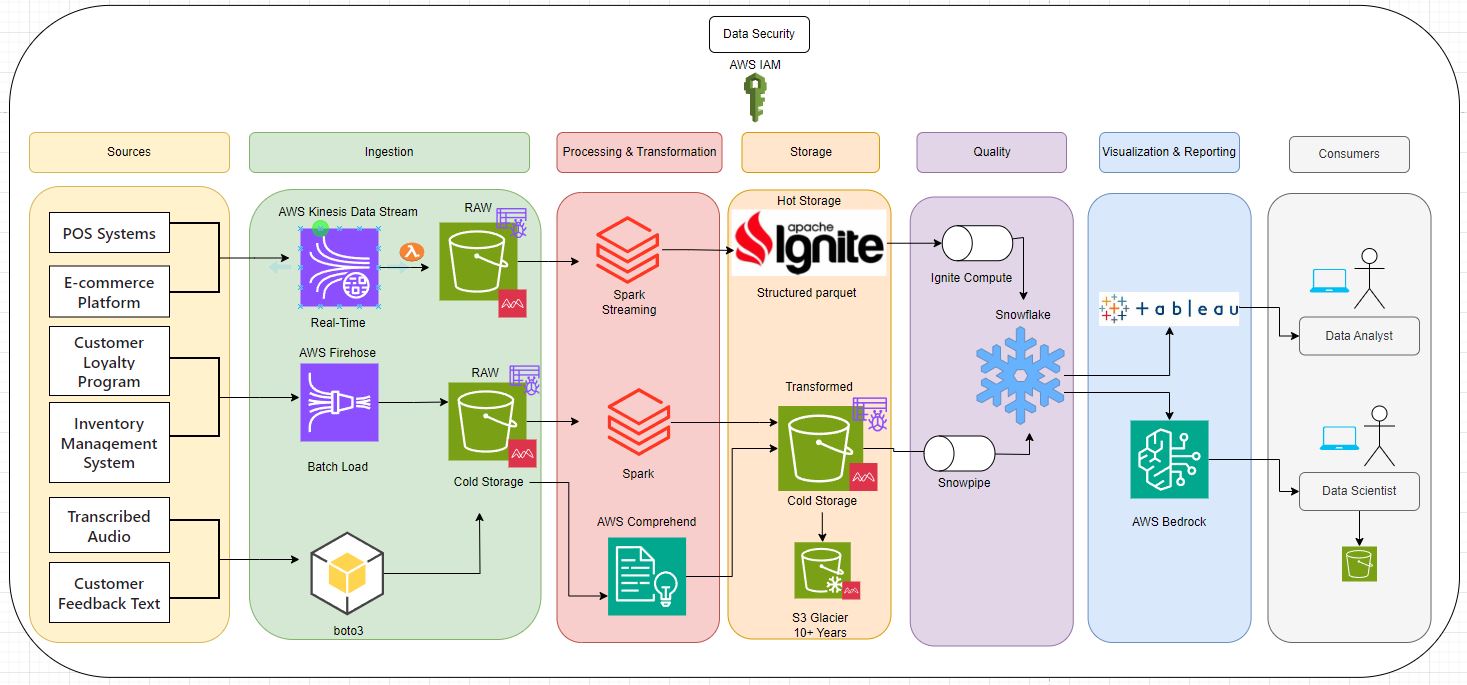 Data Security
AWS IAM
Sources
Ingestion
Processing & Transformation
Storage
Quality
Visualization & Reporting
Consumers
POS Systems
E-commerce
Platform
Customer
Loyalty
Program
Inventory
Management
System
Transcribed
Audio
Customer
Feedback Text
AWS Kinesis Data Stream
λ
RAW
Real-Time
AWS Firehose
RAW
Batch Load
Cold Storage
boto3
Spark
Streaming
Spark
AWS Comprehend
Hot Storage
apache
Ignite
Structured parquet
Transformed
Cold Storage
S3 Glacier
10+ Years
Ignite Compute
Snowflake
Snowpipe
tableau
AWS Bedrock
Data Analyst
Data Scientist